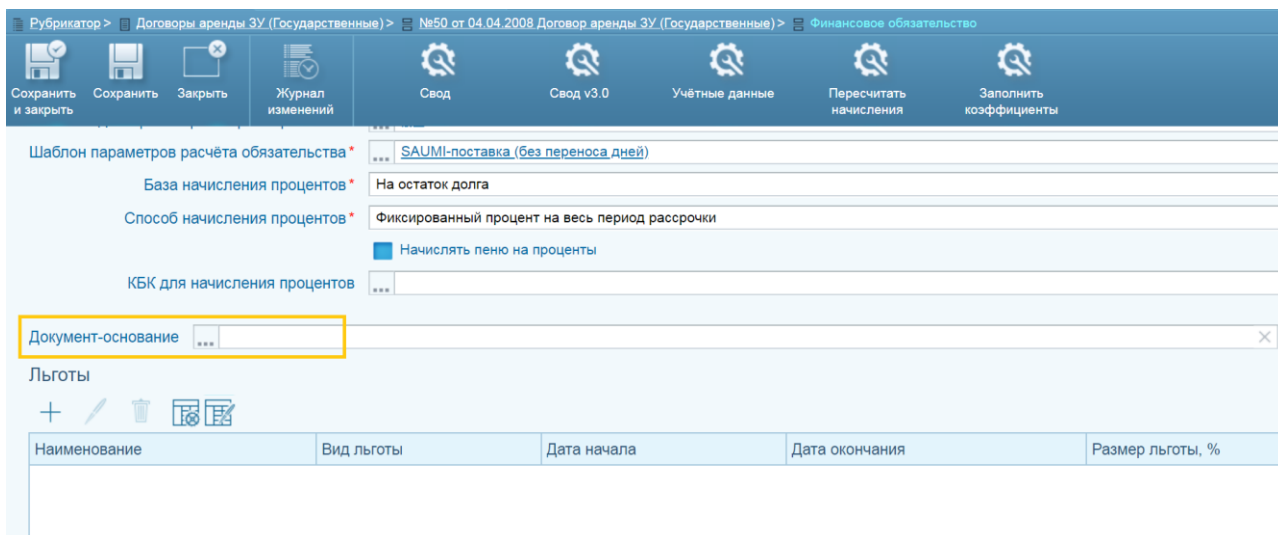 Рубрикатор > Договоры аренды ЗУ (Государственные) > №50 от 04.04.2008 Договор аренды ЗУ (Государственные) > Финансовое обязательство
Сохранить и закрыть
Сохранить
Закрыть
Журнал изменений
Свод
Свод v3.0
Учётные данные
Пересчитать начисления
Заполнить коэффициенты
Шаблон параметров расчёта обязательства * ... SAUMI-поставка (без переноса дней)
База начисления процентов * На остаток долга
Способ начисления процентов * Фиксированный процент на весь период рассрочки
Начислять пеню на проценты
КБК для начисления процентов ...
Документ-основание ...
Льготы
Наименование Вид льготы Дата начала Дата окончания Размер льготы, %